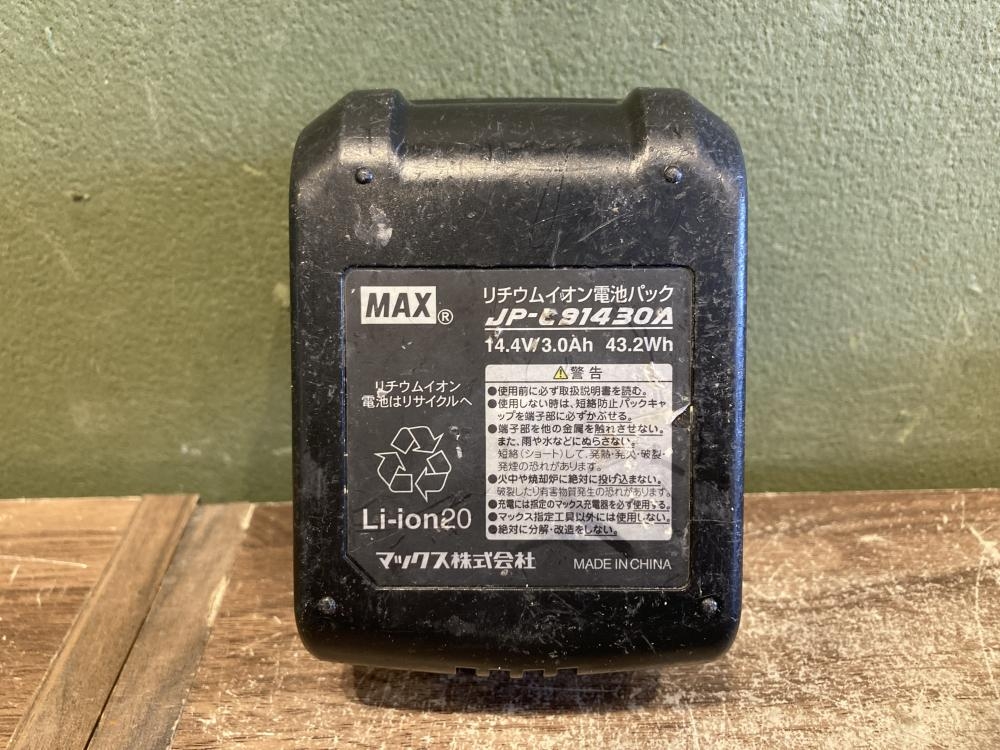 MAX®
リチウムイオン電池パック
JP-L91430A
14.4V/3.0Ah 43.2Wh
リチウムイオン
電池はリサイクルへ
Li-ion20
⚠警告
●使用前に必ず取扱説明書を読む。
●使用しない時は、短絡防止パックキャ
ップを端子部に必ずかぶせる。
●端子部を他の金属を触れさせない。
また、雨や水などにぬらさない。
短絡(ショート)して、発熱・発火・破裂・
発煙の恐れがあります。
●火中や焼却炉に絶対に投げ込まない。
破裂したり有害物質発生の恐れがあります。
●充電には指定のマックス充電器を必ず使用する。
●マックス指定工具以外には使用しない。
●絶対に分解・改造をしない。
マックス株式会社
MADE IN CHINA